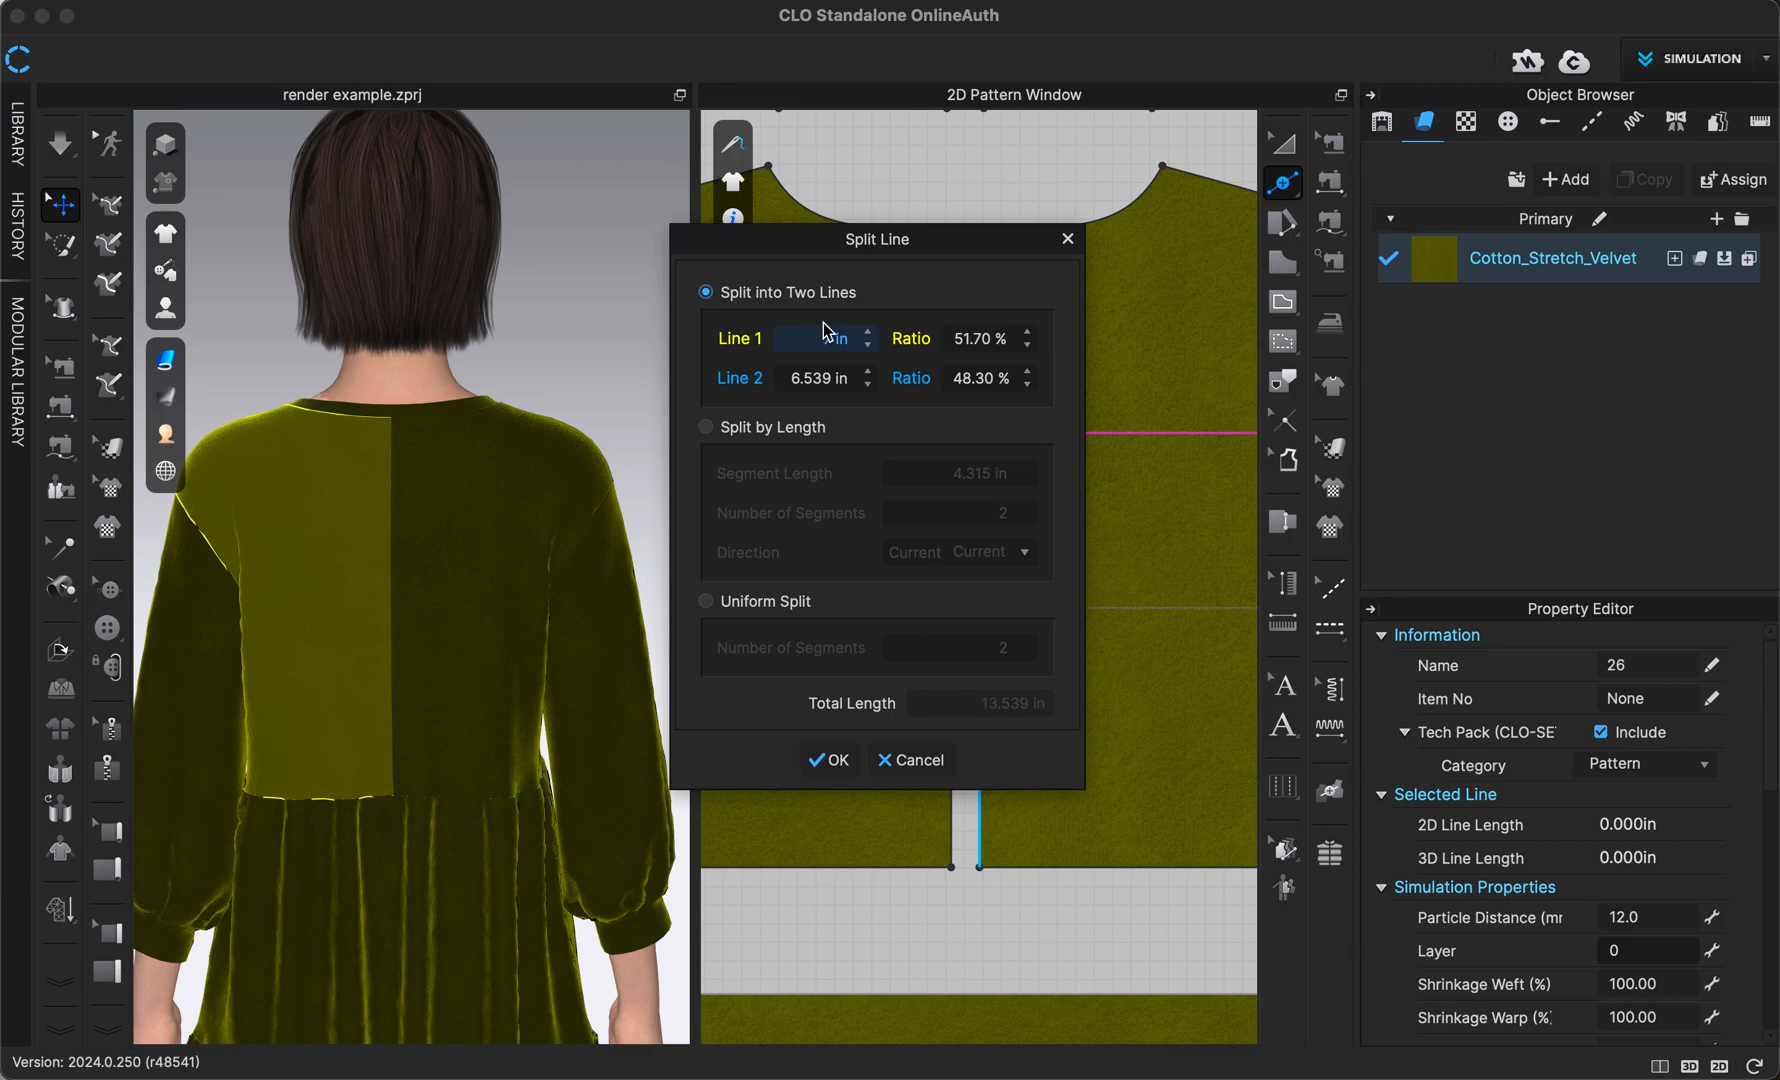 CLO Standalone OnlineAuth
SIMULATION
LIBRARY
HISTORY
MODULAR LIBRARY
render example.zprj
2D Pattern Window
Object Browser
Add
Copy
Assign
Primary
Cotton_Stretch_Velvet
Split Line
Split into Two Lines
Line 1
in
Ratio
51.70 %
Line 2
6.539 in
Ratio
48.30 %
Split by Length
Segment Length
4.315 in
Number of Segments
2
Direction
Current
Current
Uniform Split
Number of Segments
2
Total Length
13.539 in
OK
Cancel
Property Editor
Information
Name
26
Item No
None
Tech Pack (CLO-SE
Include
Category
Pattern
Selected Line
2D Line Length
0.000in
3D Line Length
0.000in
Simulation Properties
Particle Distance (mr
12.0
Layer
0
Shrinkage Weft (%)
100.00
Shrinkage Warp (%
100.00
Version: 2024.0.250 (r48541)
3D
2D